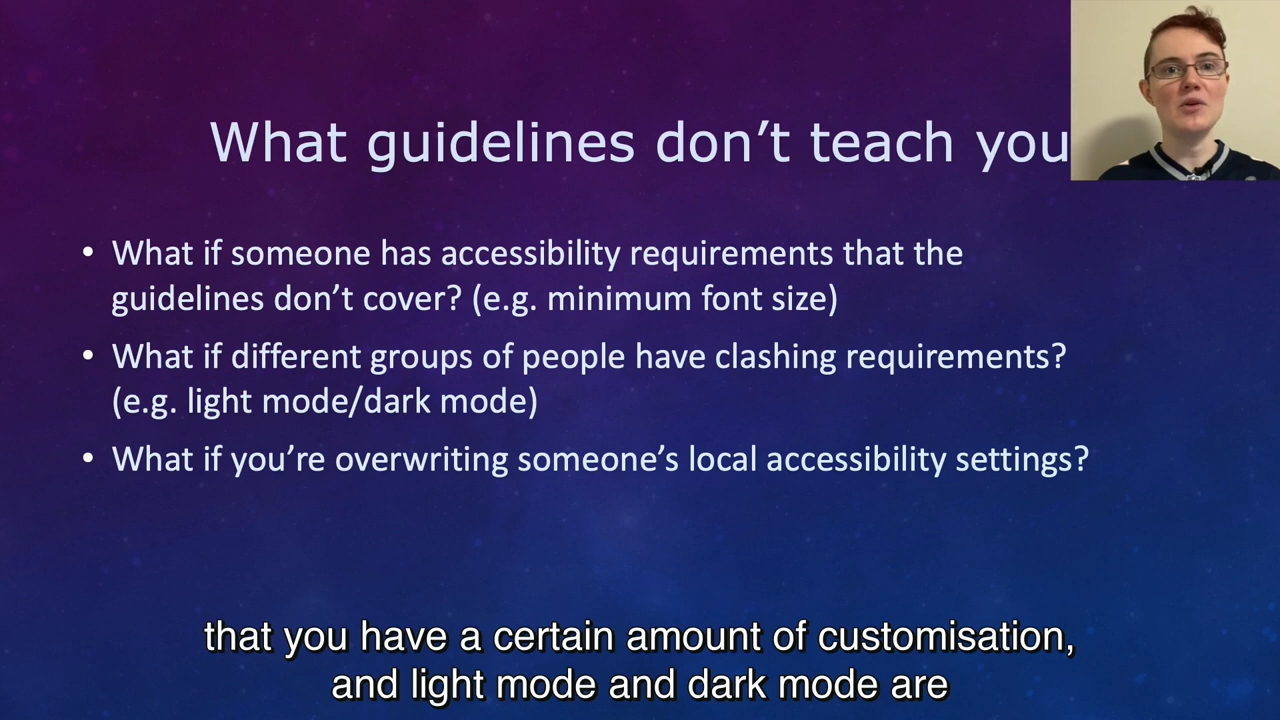 What guidelines don’t teach you
• What if someone has accessibility requirements that the
guidelines don’t cover? (e.g. minimum font size)
• What if different groups of people have clashing requirements?
(e.g. light mode/dark mode)
• What if you’re overwriting someone’s local accessibility settings?
that you have a certain amount of customisation,
and light mode and dark mode are